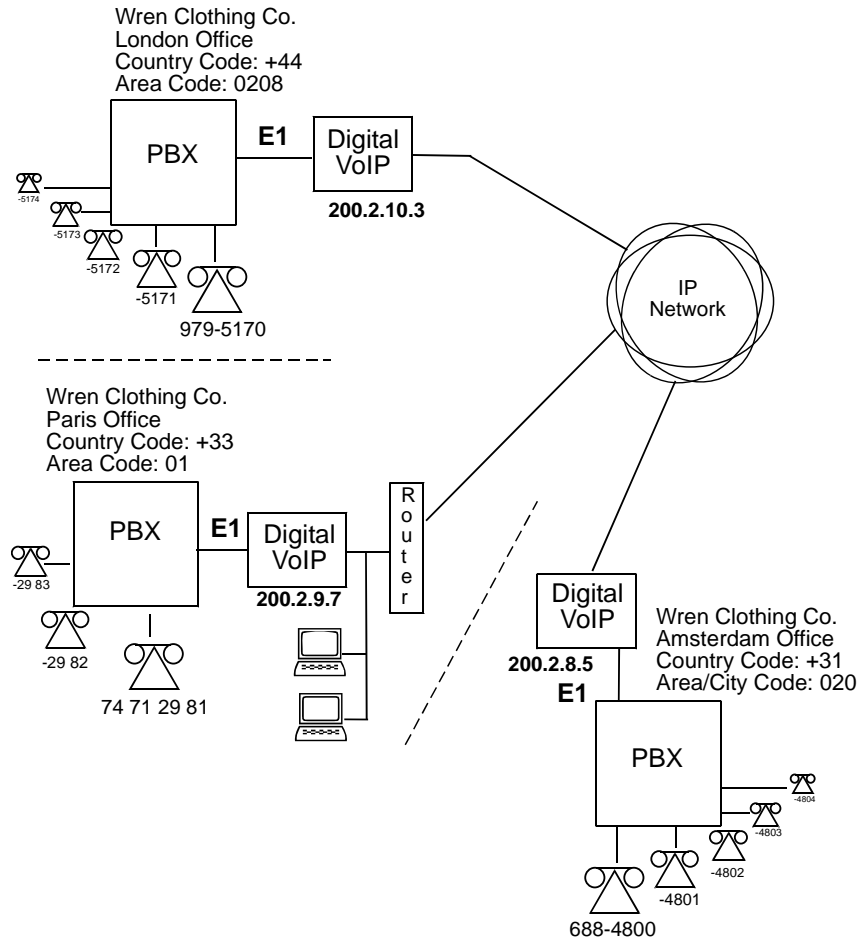 Wren Clothing Co.
London Office
Country Code: +44
Area Code: 0208
PBX
E1
Digital
VoIP
200.2.10.3
-5174
-5173
-5172
-5171
979-5170
IP
Network
Wren Clothing Co.
Paris Office
Country Code: +33
Area Code: 01
PBX
E1
Digital
VoIP
200.2.9.7
Router
-29 83
-29 82
74 71 29 81
Digital
VoIP
200.2.8.5
E1
Wren Clothing Co.
Amsterdam Office
Country Code: +31
Area/City Code: 020
PBX
-4804
-4803
-4802
-4801
688-4800